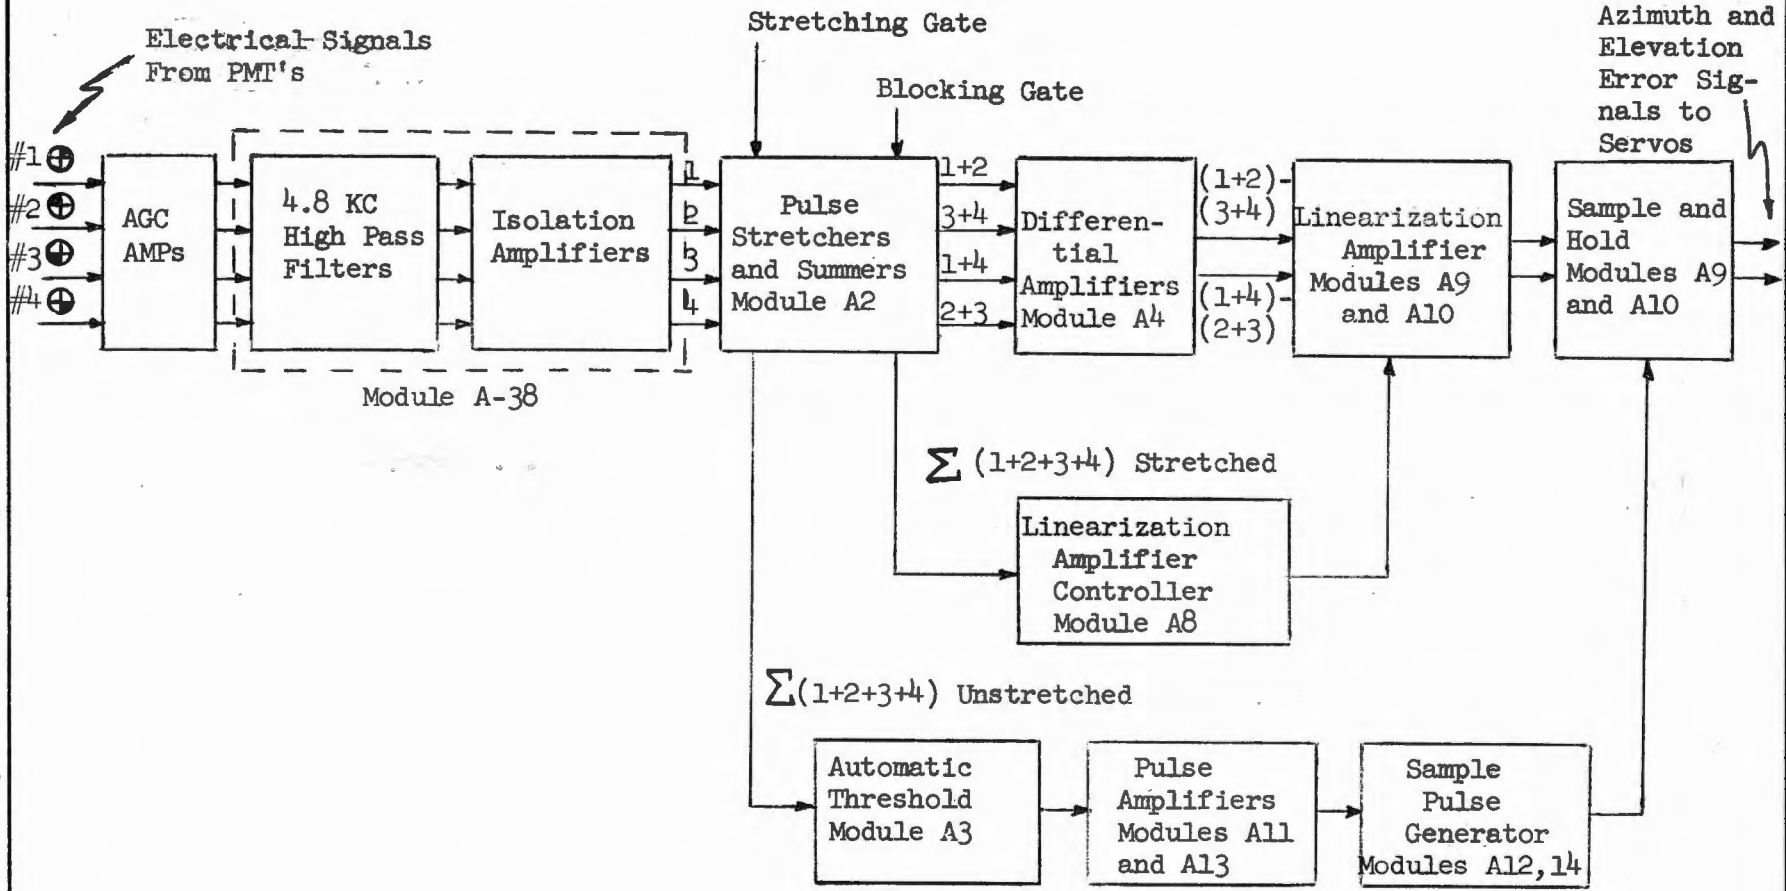 Electrical Signals
From PMT's
Stretching Gate
Blocking Gate
Azimuth and
Elevation
Error Sig-
nals to
Servos
#1
#2
#3
#4
AGC
AMPs
4.8 KC
High Pass
Filters
Isolation
Amplifiers
Module A-38
1
2
3
4
Pulse
Stretchers
and Summers
Module A2
1+2
3+4
1+4
2+3
Differen-
tial
Amplifiers
Module A4
(1+2)-
(3+4)
(1+4)-
(2+3)
Linearization
Amplifier
Modules A9
and A10
Sample and
Hold
Modules A9
and A10
Σ (1+2+3+4) Stretched
Linearization
Amplifier
Controller
Module A8
Σ(1+2+3+4) Unstretched
Automatic
Threshold
Module A3
Pulse
Amplifiers
Modules A11
and A13
Sample
Pulse
Generator
Modules A12,14